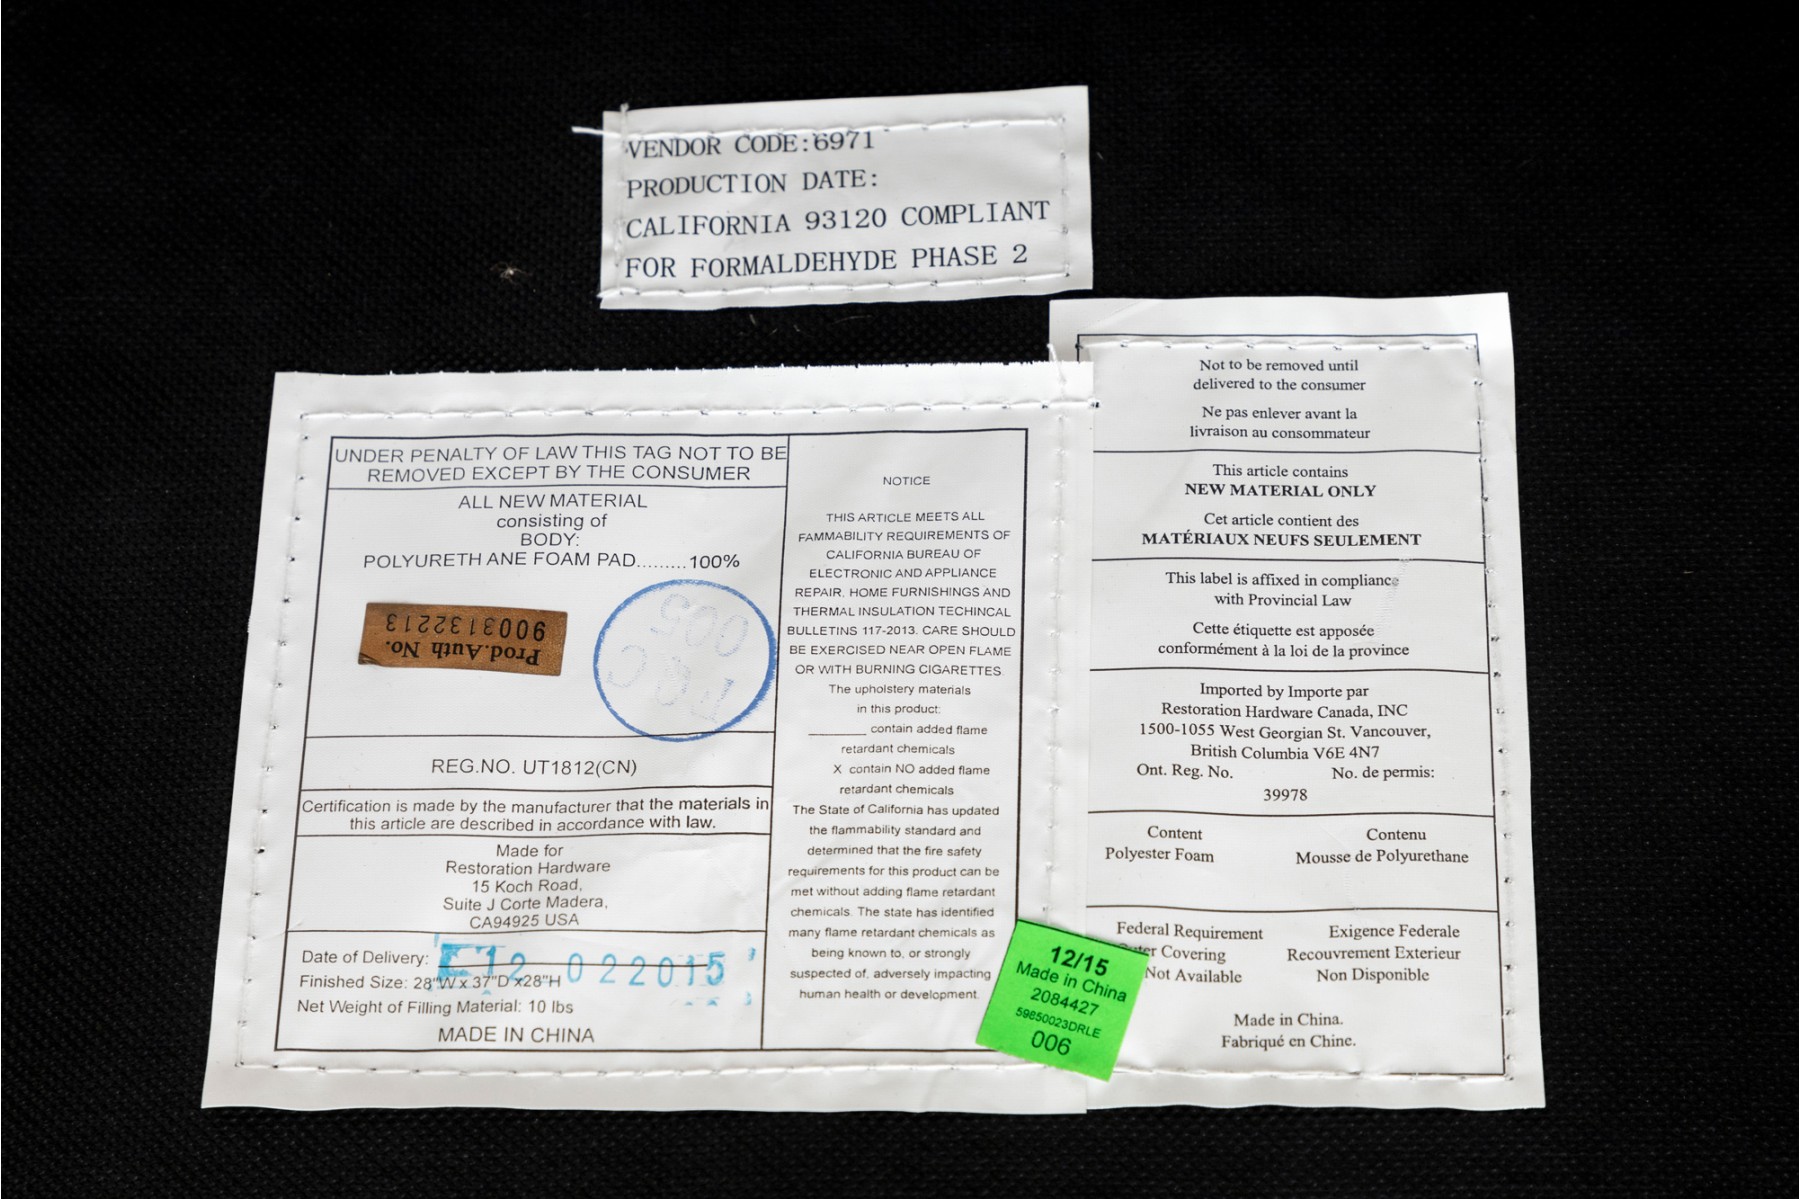 VENDOR CODE:6971
PRODUCTION DATE:
CALIFORNIA 93120 COMPLIANT
FOR FORMALDEHYDE PHASE 2
UNDER PENALTY OF LAW THIS TAG NOT TO BE
REMOVED EXCEPT BY THE CONSUMER
ALL NEW MATERIAL
consisting of
BODY:
POLYURETH ANE FOAM PAD.........100%
Prod.Auth No.
9003132213
005
REG.NO. UT1812(CN)
Certification is made by the manufacturer that the materials in
this article are described in accordance with law.
Made for
Restoration Hardware
15 Koch Road,
Suite J Corte Madera,
CA94925 USA
Date of Delivery:
12 022015
Finished Size: 28"W x 37"D x28"H
Net Weight of Filling Material: 10 lbs
MADE IN CHINA
NOTICE
THIS ARTICLE MEETS ALL
FAMMABILITY REQUIREMENTS OF
CALIFORNIA BUREAU OF
ELECTRONIC AND APPLIANCE
REPAIR. HOME FURNISHINGS AND
THERMAL INSULATION TECHINCAL
BULLETINS 117-2013. CARE SHOULD
BE EXERCISED NEAR OPEN FLAME
OR WITH BURNING CIGARETTES.
The upholstery materials
in this product:
_______ contain added flame
retardant chemicals
X contain NO added flame
retardant chemicals
The State of California has updated
the flammability standard and
determined that the fire safety
requirements for this product can be
met without adding flame retardant
chemicals. The state has identified
many flame retardant chemicals as
being known to, or strongly
suspected of, adversely impacting
human health or development.
12/15
Made in China
2084427
59850023DRLE
006
Not to be removed until
delivered to the consumer
Ne pas enlever avant la
livraison au consommateur
This article contains
NEW MATERIAL ONLY
Cet article contient des
MATÉRIAUX NEUFS SEULEMENT
This label is affixed in compliance
with Provincial Law
Cette étiquette est apposée
conformément à la loi de la province
Imported by Importe par
Restoration Hardware Canada, INC
1500-1055 West Georgian St. Vancouver,
British Columbia V6E 4N7
Ont. Reg. No. No. de permis:
39978
Content Contenu
Polyester Foam Mousse de Polyurethane
Federal Requirement Exigence Federale
Covering Recouvrement Exterieur
Not Available Non Disponible
Made in China.
Fabriqué en Chine.